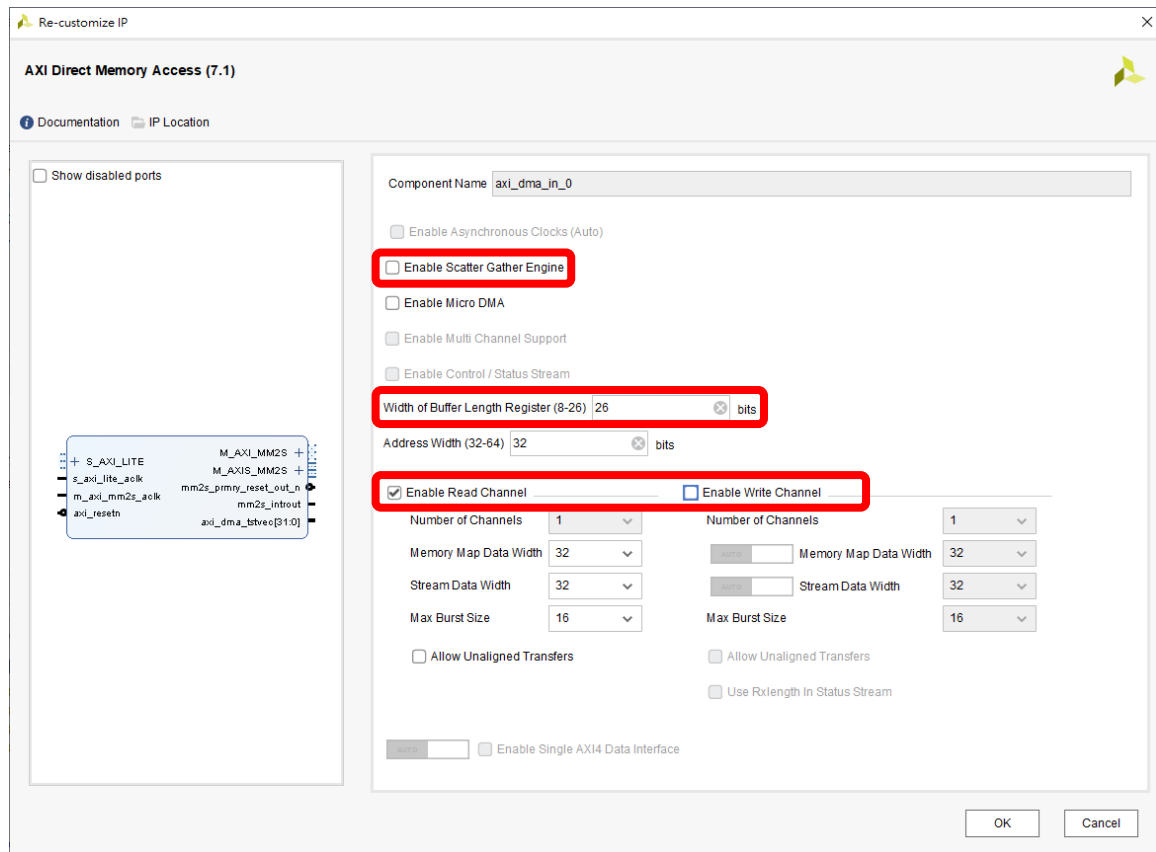 Re-customize IP
AXI Direct Memory Access (7.1)
Documentation IP Location
Show disabled ports
S_AXI_LITE
s_axi_lite_aclk
m_axi_mm2s_aclk
axi_resetn
M_AXI_MM2S
M_AXIS_MM2S
mm2s_prmry_reset_out_n
mm2s_introut
axi_dma_tstvec[31:0]
Component Name axi_dma_in_0
Enable Asynchronous Clocks (Auto)
Enable Scatter Gather Engine
Enable Micro DMA
Enable Multi Channel Support
Enable Control / Status Stream
Width of Buffer Length Register (8-26) 26 bits
Address Width (32-64) 32 bits
Enable Read Channel Enable Write Channel
Number of Channels 1 Number of Channels 1
Memory Map Data Width 32 AUTO Memory Map Data Width 32
Stream Data Width 32 AUTO Stream Data Width 32
Max Burst Size 16 Max Burst Size 16
Allow Unaligned Transfers Allow Unaligned Transfers
Use Rxlength In Status Stream
AUTO Enable Single AXI4 Data Interface
OK Cancel